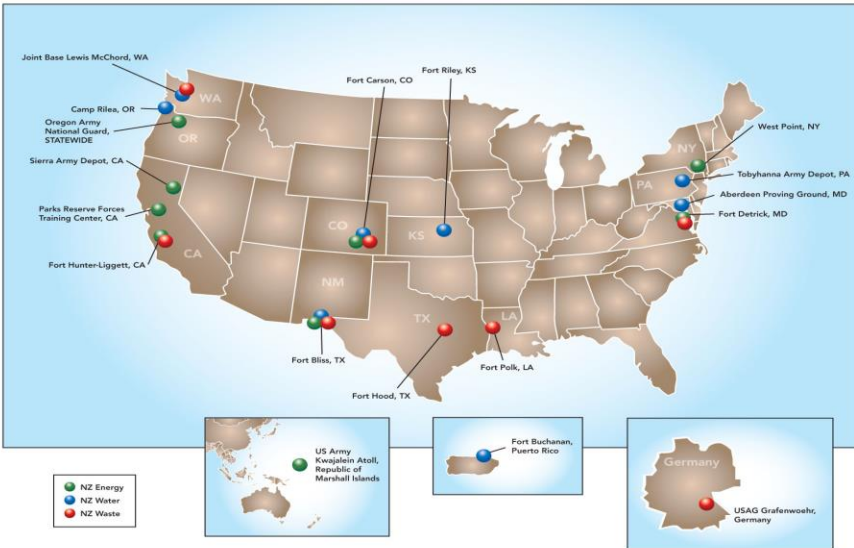 Joint Base Lewis McChord, WA
Camp Rilea, OR
Oregon Army
National Guard,
STATEWIDE
Sierra Army Depot, CA
Parks Reserve Forces
Training Center, CA
Fort Hunter-Liggett, CA
Fort Carson, CO
Fort Riley, KS
West Point, NY
Tobyhanna Army Depot, PA
Aberdeen Proving Ground, MD
Fort Detrick, MD
WA
OR
CA
CO
KS
NM
TX
LA
NY
PA
Fort Bliss, TX
Fort Hood, TX
Fort Polk, LA
NZ Energy
NZ Water
NZ Waste
US Army
Kwajalein Atoll,
Republic of
Marshall Islands
Fort Buchanan,
Puerto Rico
Germany
USAG Grafenwoehr,
Germany